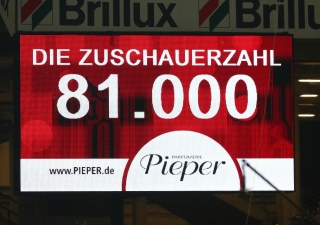 Brillux
Brillux
DIE ZUSCHAUERZAHL
81.000
PARFÜMERIE
Pieper
www.PIEPER.de